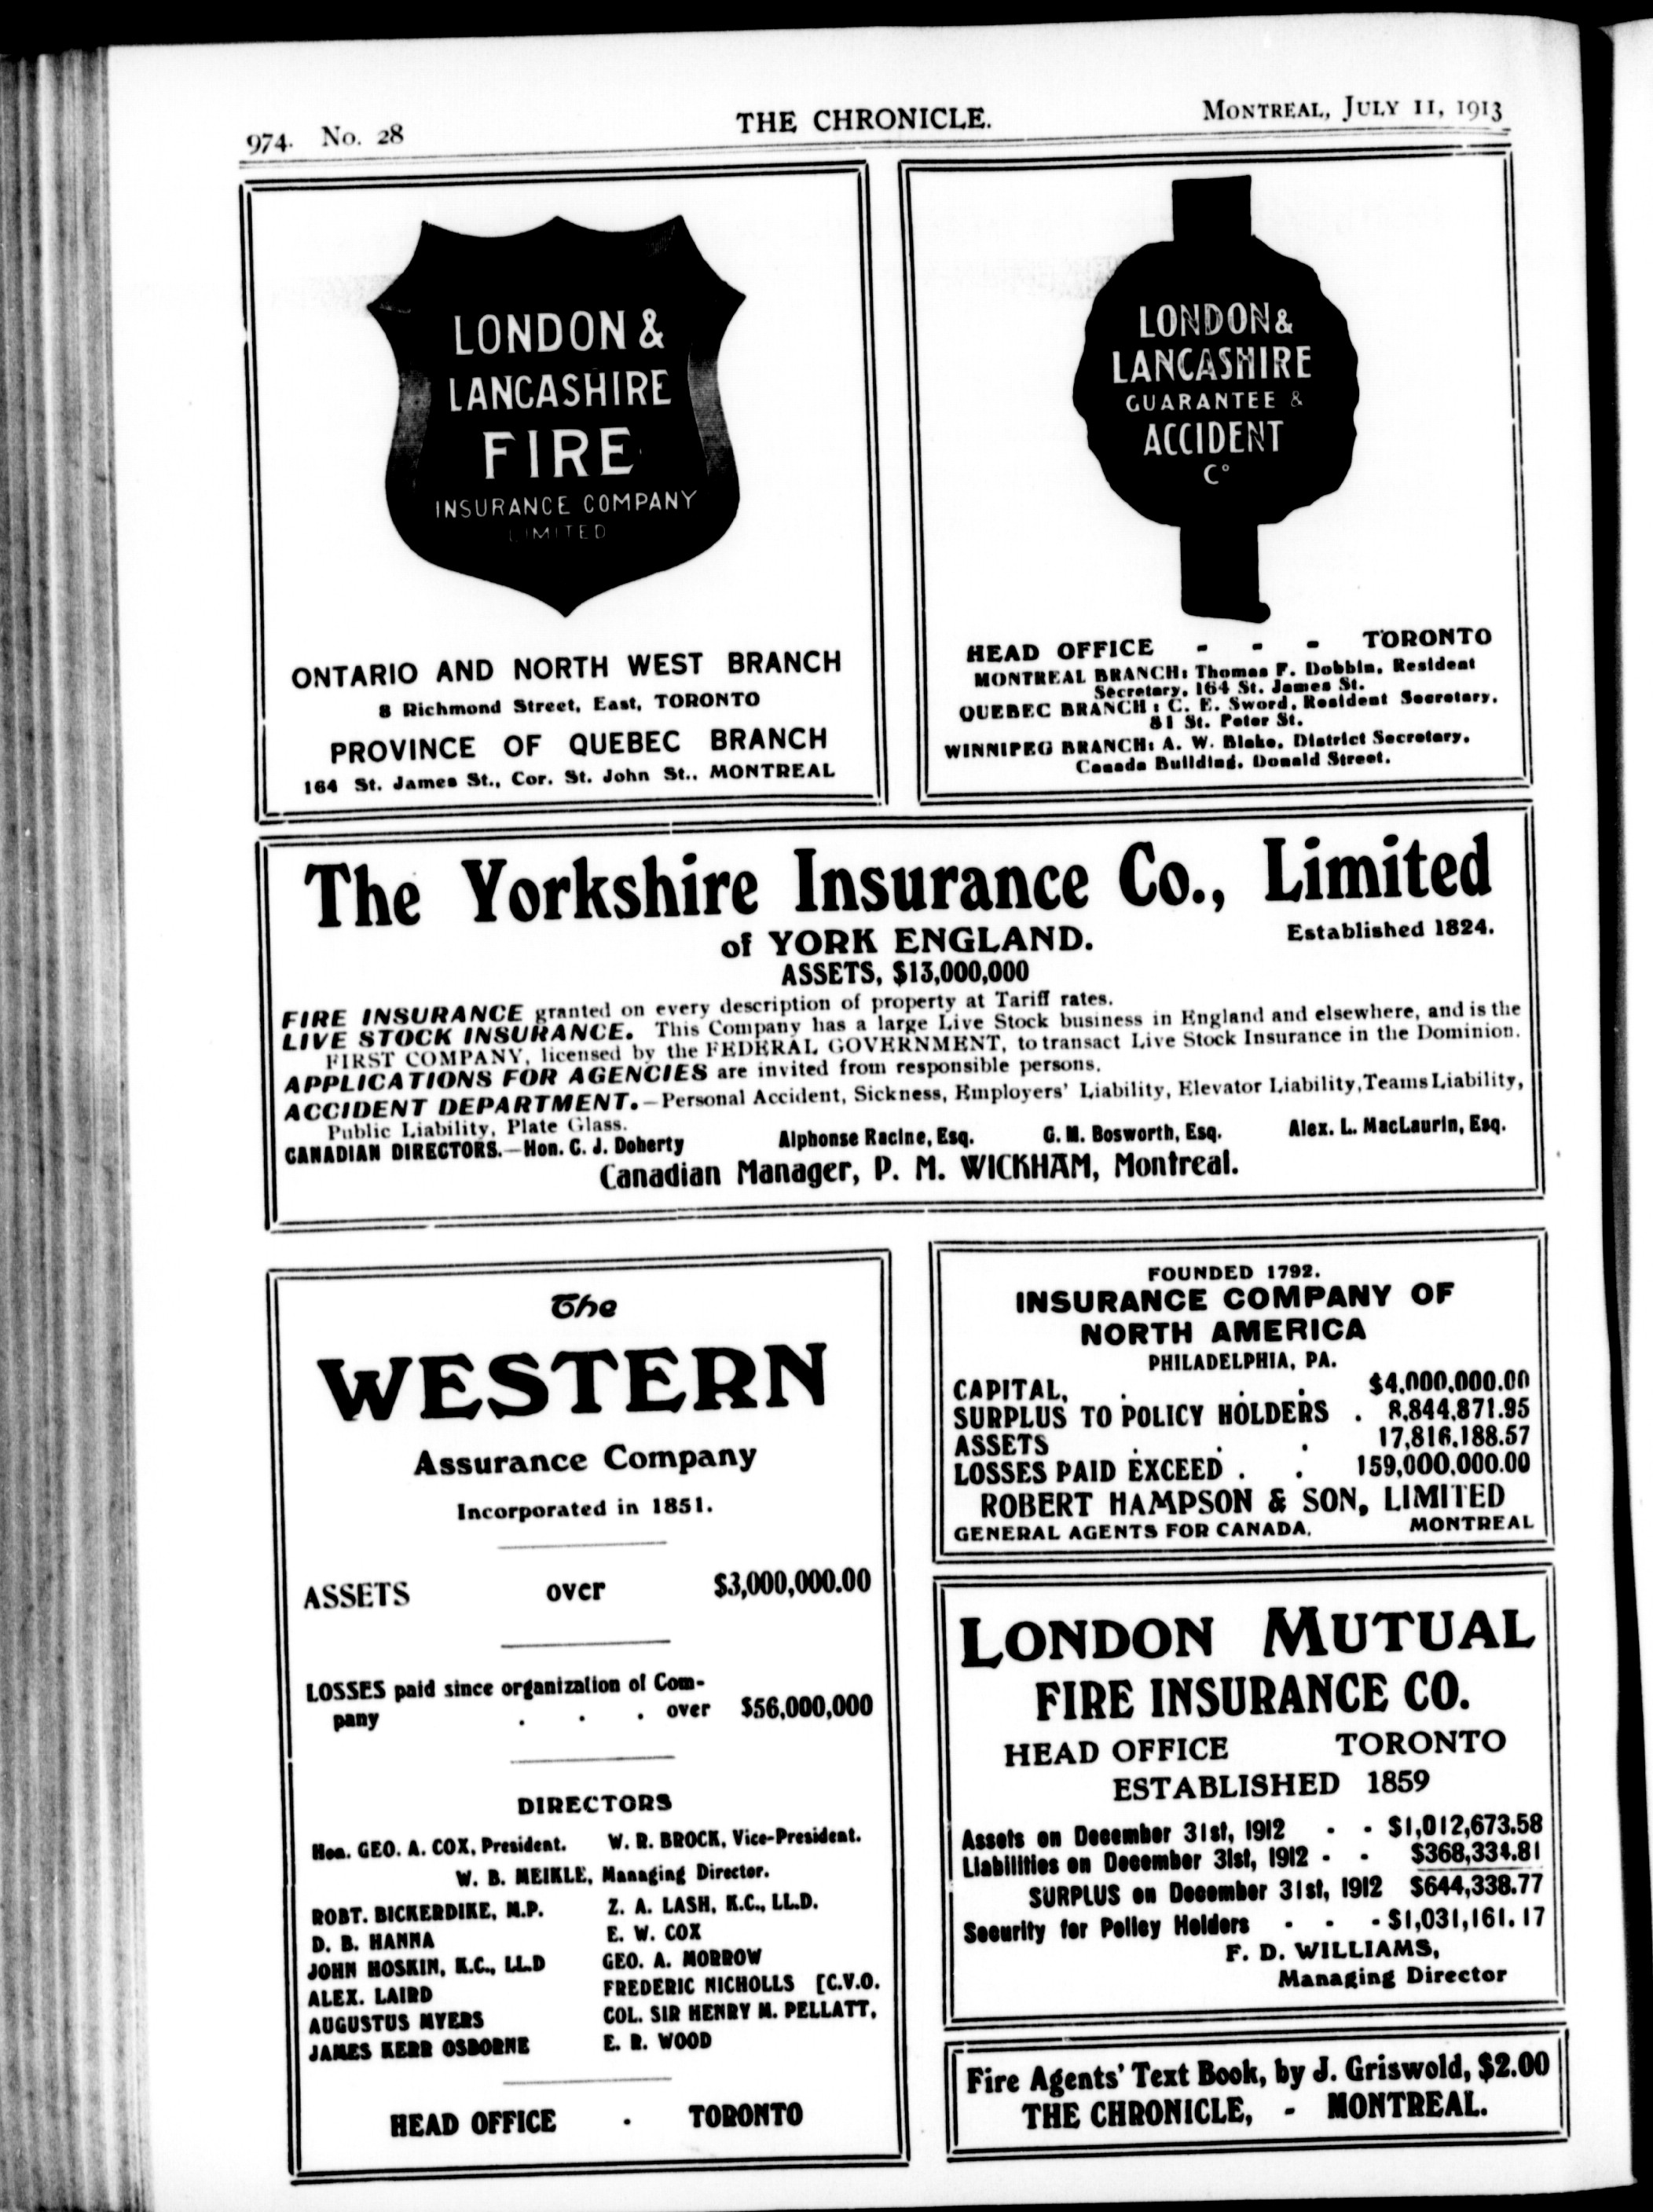 974. No. 28
THE CHRONICLE.
MONTREAL, JULY 11, 1913
LONDON &
LANCASHIRE
FIRE
INSURANCE COMPANY
LIMITED
ONTARIO AND NORTH WEST BRANCH
8 Richmond Street, East, TORONTO
PROVINCE OF QUEBEC BRANCH
164 St. James St., Cor. St. John St., MONTREAL
LONDON &
LANCASHIRE
GUARANTEE &
ACCIDENT
Cº
HEAD OFFICE - - - TORONTO
MONTREAL BRANCH: Thomas F. Dobbin, Resident
Secretary, 164 St. James St.
QUEBEC BRANCH: C. E. Sword, Resident Secretary,
81 St. Peter St.
WINNIPEG BRANCH: A. W. Blake, District Secretary,
Canada Building, Donald Street.
The Yorkshire Insurance Co., Limited
of YORK ENGLAND.
Established 1824.
ASSETS, $13,000,000
FIRE INSURANCE granted on every description of property at Tariff rates.
LIVE STOCK INSURANCE. This Company has a large Live Stock business in England and elsewhere, and is the
FIRST COMPANY, licensed by the FEDERAL GOVERNMENT, to transact Live Stock Insurance in the Dominion.
APPLICATIONS FOR AGENCIES are invited from responsible persons.
ACCIDENT DEPARTMENT.—Personal Accident, Sickness, Employers' Liability, Elevator Liability, Teams Liability,
Public Liability, Plate Glass.
CANADIAN DIRECTORS.—Hon. C. J. Doherty Alphonse Racine, Esq. G. M. Bosworth, Esq. Alex. L. MacLaurin, Esq.
Canadian Manager, P. M. WICKHAM, Montreal.
The
WESTERN
Assurance Company
Incorporated in 1851.
ASSETS over $3,000,000.00
LOSSES paid since organization of Com-
pany . . . over $56,000,000
DIRECTORS
Hon. GEO. A. COX, President. W. R. BROCK, Vice-President.
W. B. MEIKLE, Managing Director.
ROBT. BICKERDIKE, M.P. Z. A. LASH, K.C., LL.D.
D. B. HANNA E. W. COX
JOHN HOSKIN, K.C., LL.D GEO. A. MORROW
ALEX. LAIRD FREDERIC NICHOLLS [C.V.O.
AUGUSTUS MYERS COL. SIR HENRY M. PELLATT,
JAMES KERR OSBORNE E. R. WOOD
HEAD OFFICE . TORONTO
FOUNDED 1792.
INSURANCE COMPANY OF
NORTH AMERICA
PHILADELPHIA, PA.
CAPITAL, . . . $4,000,000.00
SURPLUS TO POLICY HOLDERS . 8,844,871.95
ASSETS . . . 17,816,188.57
LOSSES PAID EXCEED . . 159,000,000.00
ROBERT HAMPSON & SON, LIMITED
GENERAL AGENTS FOR CANADA, MONTREAL
LONDON MUTUAL
FIRE INSURANCE CO.
HEAD OFFICE TORONTO
ESTABLISHED 1859
Assets on December 31st, 1912 - - $1,012,673.58
Liabilities on December 31st, 1912 - - $368,334.81
SURPLUS on December 31st, 1912 $644,338.77
Security for Policy Holders - - - $1,031,161.17
F. D. WILLIAMS,
Managing Director
Fire Agents' Text Book, by J. Griswold, $2.00
THE CHRONICLE, - MONTREAL.